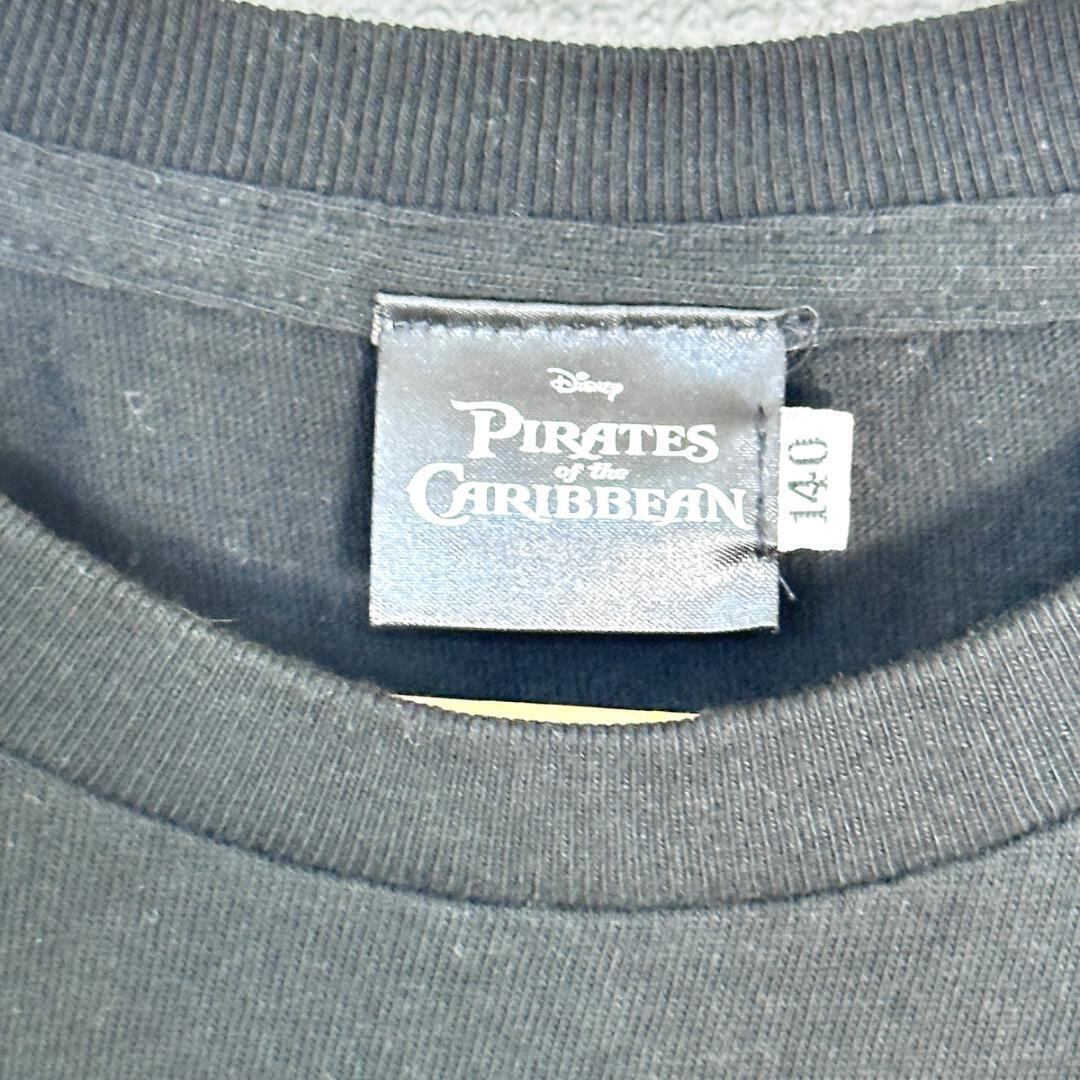 Disney
PIRATES
of the
CARIBBEAN
140